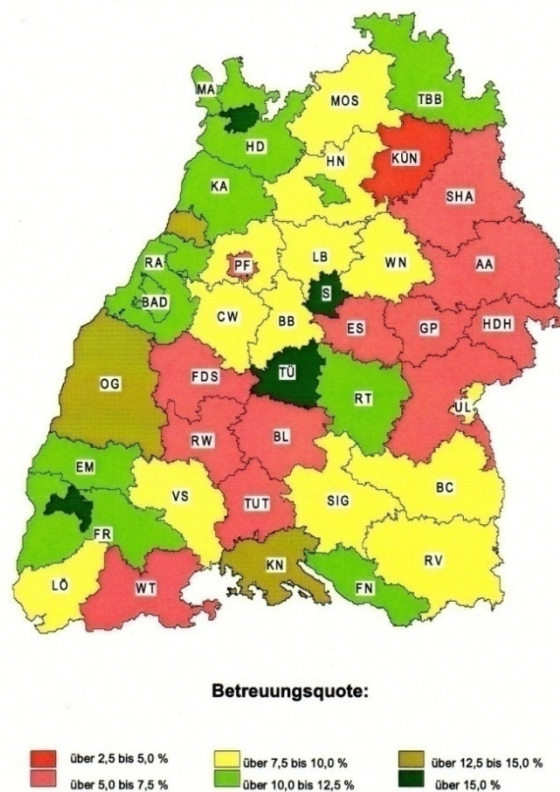 MA
MOS
TBB
HD
HN
KÜN
KA
SHA
RA
PF
LB
WN
AA
BAD
S
CW
BB
ES
GP
HDH
OG
FDS
TÜ
RT
UL
RW
BL
EM
VS
SIG
BC
TUT
FR
KN
RV
LÖ
WT
FN
Betreuungsquote:
über 2,5 bis 5,0 %
über 7,5 bis 10,0 %
über 12,5 bis 15,0 %
über 5,0 bis 7,5 %
über 10,0 bis 12,5 %
über 15,0 %